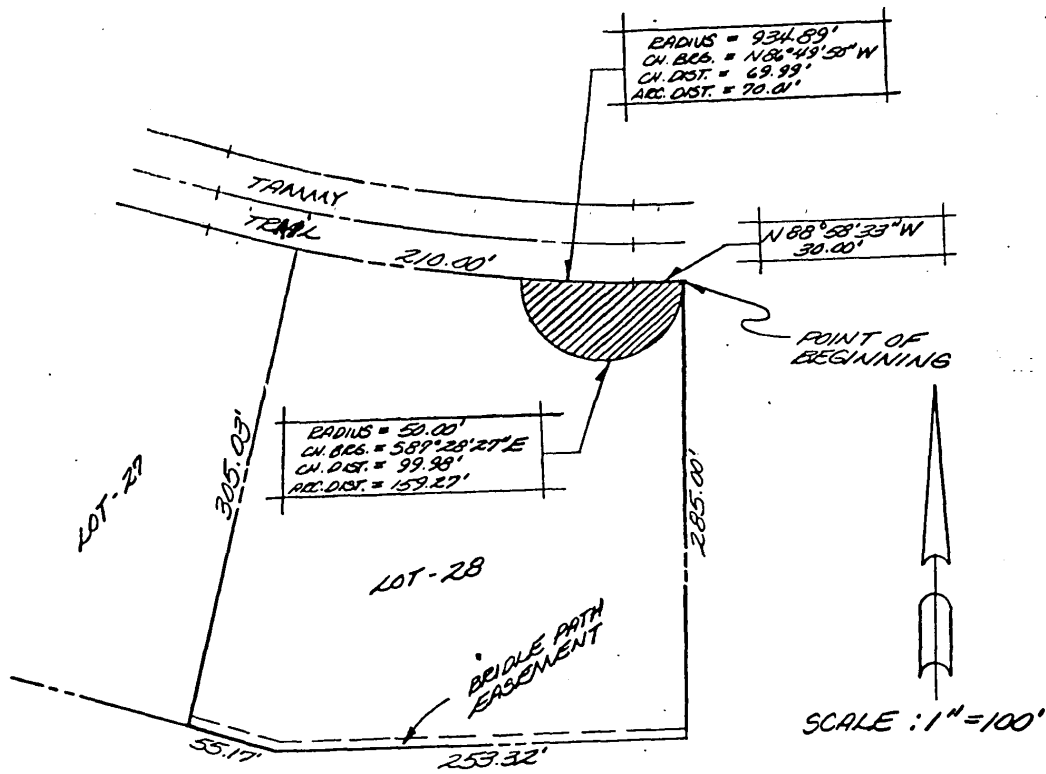 RADIUS = 934.89'
CH. BRG. = N86°49'50"W
CH. DIST. = 69.99'
ARC. DIST. = 70.01'
TAMMY
TRAIL
210.00'
N 88°58'33" W
30.00'
POINT OF
BEGINNING
RADIUS = 50.00'
CH. BRG. = S87°28'27"E
CH. DIST. = 99.98'
ARC. DIST. = 159.27'
305.03'
285.00'
LOT-27
LOT-28
BRIDLE PATH
EASEMENT
55.17'
253.32'
SCALE : 1" = 100'